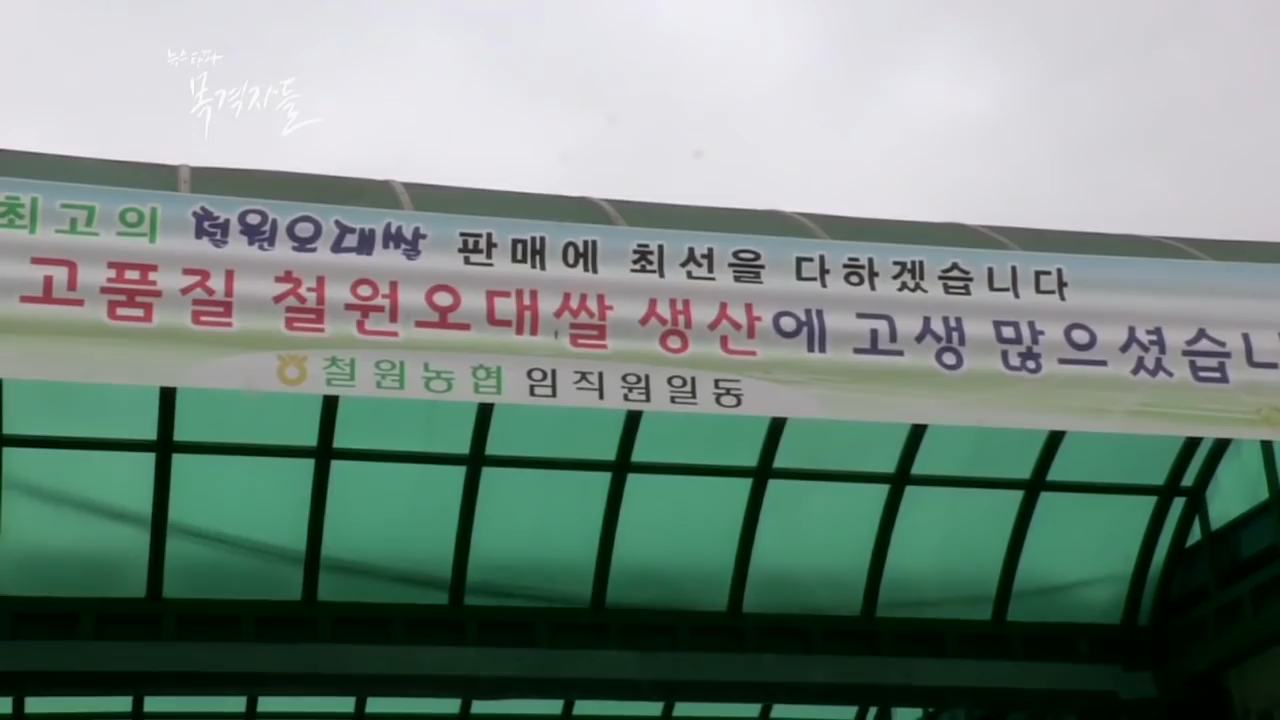 뉴스타파
목격자들
최고의 철원오대쌀 판매에 최선을 다하겠습니다
고품질 철원오대쌀 생산에 고생 많으셨습니
철원농협 임직원일동